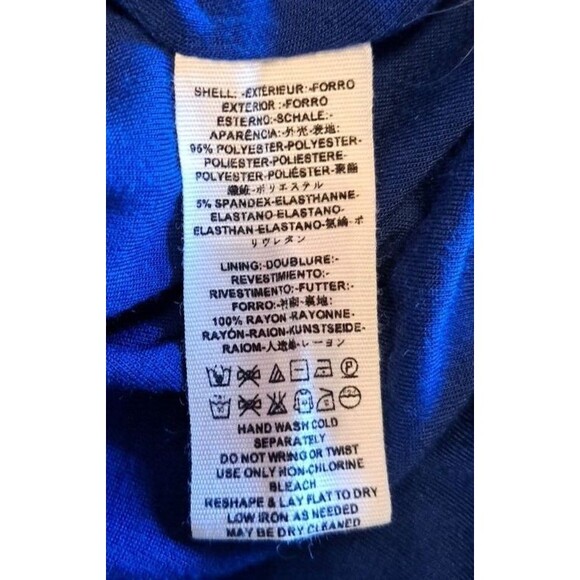 SHELL:-EXTÉRIEUR:-FORRO
EXTERIOR:-FORRO
ESTERNO:-SCHALE:-
APARÊNCIA:-外壳-表地:
95% POLYESTER-POLYESTER-
POLIESTER-POLIESTERE-
POLYESTER-POLIÉSTER-聚酯
纖維-ポリエステル
5% SPANDEX-ELASTHANNE-
ELASTANO-ELASTANO-
ELASTHAN-ELASTANO-氨綸-ポ
リウレタン
LINING:-DOUBLURE:-
REVESTIMIENTO:-
RIVESTIMENTO:-FUTTER:-
FORRO:-衬副-裏地:
100% RAYON-RAYONNE-
RAYÓN-RAION-KUNSTSEIDE-
RAIOM-人造絲-レーヨン
HAND WASH COLD
SEPARATELY
DO NOT WRING OR TWIST
USE ONLY NON-CHLORINE
BLEACH
RESHAPE & LAY FLAT TO DRY
LOW IRON AS NEEDED
MAY BE DRY CLEANED